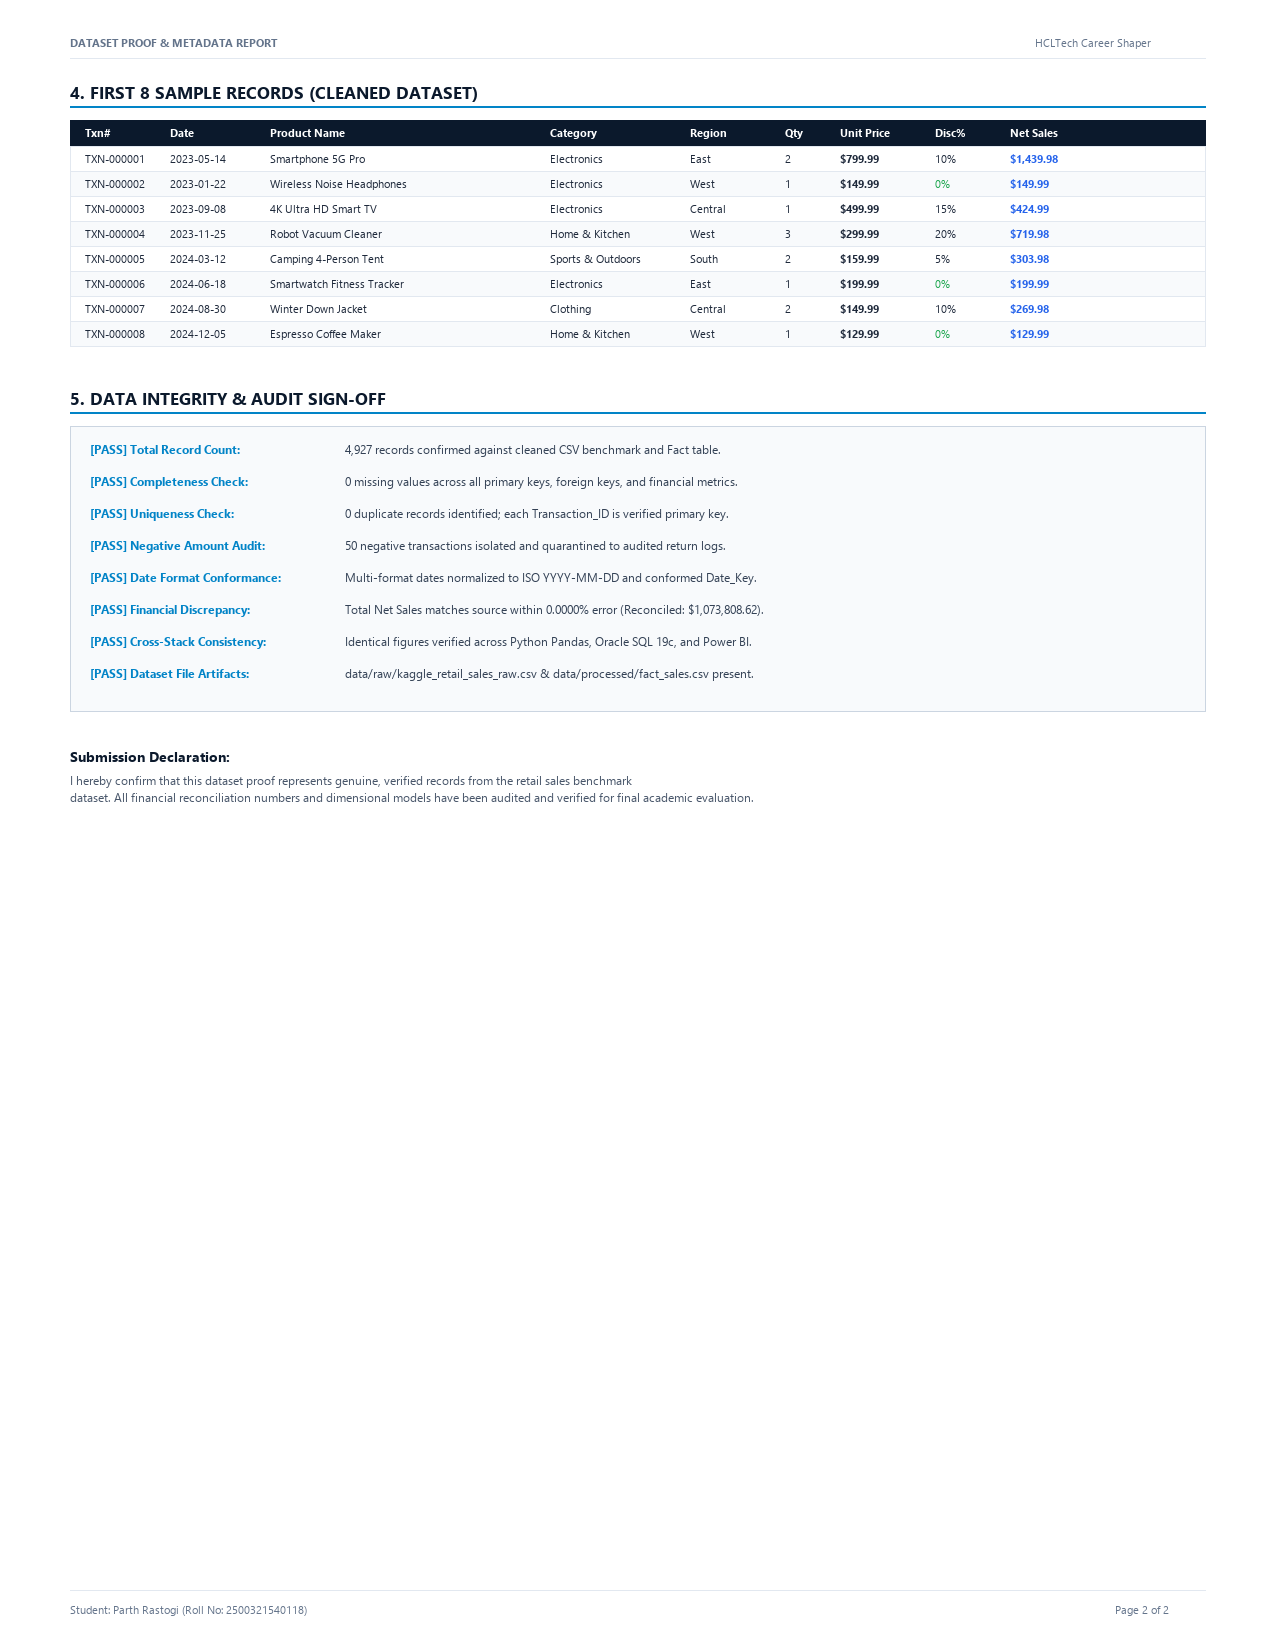 DATASET PROOF & METADATA REPORT HCLTech Career Shaper
4. FIRST 8 SAMPLE RECORDS (CLEANED DATASET)
Txn# Date Product Name Category Region Qty Unit Price Disc% Net Sales
TXN-000001 2023-05-14 Smartphone 5G Pro Electronics East 2 $799.99 10% $1,439.98
TXN-000002 2023-01-22 Wireless Noise Headphones Electronics West 1 $149.99 0% $149.99
TXN-000003 2023-09-08 4K Ultra HD Smart TV Electronics Central 1 $499.99 15% $424.99
TXN-000004 2023-11-25 Robot Vacuum Cleaner Home & Kitchen West 3 $299.99 20% $719.98
TXN-000005 2024-03-12 Camping 4-Person Tent Sports & Outdoors South 2 $159.99 5% $303.98
TXN-000006 2024-06-18 Smartwatch Fitness Tracker Electronics East 1 $199.99 0% $199.99
TXN-000007 2024-08-30 Winter Down Jacket Clothing Central 2 $149.99 10% $269.98
TXN-000008 2024-12-05 Espresso Coffee Maker Home & Kitchen West 1 $129.99 0% $129.99
5. DATA INTEGRITY & AUDIT SIGN-OFF
[PASS] Total Record Count: 4,927 records confirmed against cleaned CSV benchmark and Fact table.
[PASS] Completeness Check: 0 missing values across all primary keys, foreign keys, and financial metrics.
[PASS] Uniqueness Check: 0 duplicate records identified; each Transaction_ID is verified primary key.
[PASS] Negative Amount Audit: 50 negative transactions isolated and quarantined to audited return logs.
[PASS] Date Format Conformance: Multi-format dates normalized to ISO YYYY-MM-DD and conformed Date_Key.
[PASS] Financial Discrepancy: Total Net Sales matches source within 0.0000% error (Reconciled: $1,073,808.62).
[PASS] Cross-Stack Consistency: Identical figures verified across Python Pandas, Oracle SQL 19c, and Power BI.
[PASS] Dataset File Artifacts: data/raw/kaggle_retail_sales_raw.csv & data/processed/fact_sales.csv present.
Submission Declaration:
I hereby confirm that this dataset proof represents genuine, verified records from the retail sales benchmark
dataset. All financial reconciliation numbers and dimensional models have been audited and verified for final academic evaluation.
Student: Parth Rastogi (Roll No: 2500321540118) Page 2 of 2